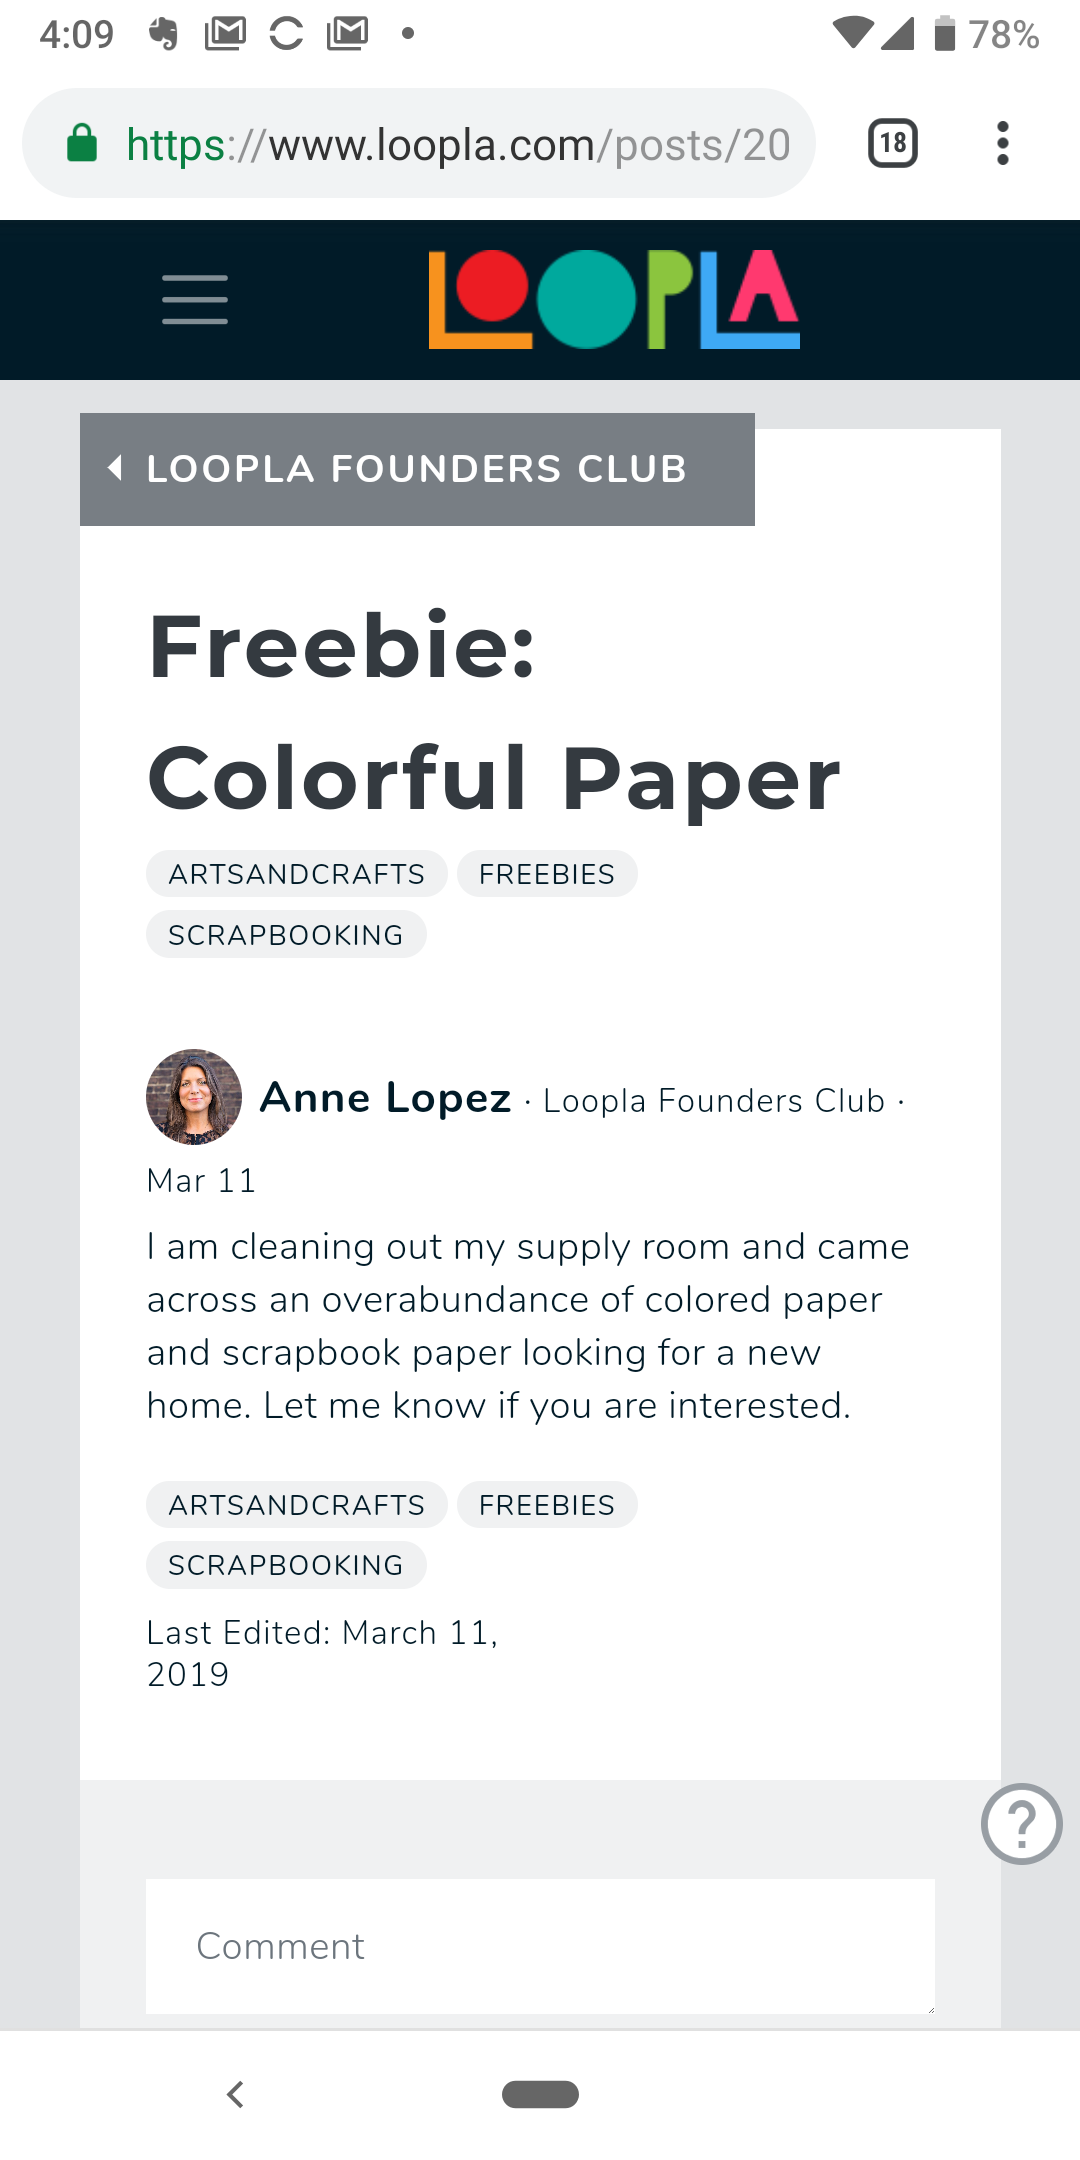 4:09
78%
https://www.loopla.com/posts/20
18
LOOPLA
LOOPLA FOUNDERS CLUB
Freebie:
Colorful Paper
ARTSANDCRAFTS FREEBIES
SCRAPBOOKING
Anne Lopez · Loopla Founders Club ·
Mar 11
I am cleaning out my supply room and came
across an overabundance of colored paper
and scrapbook paper looking for a new
home. Let me know if you are interested.
ARTSANDCRAFTS FREEBIES
SCRAPBOOKING
Last Edited: March 11,
2019
?
Comment